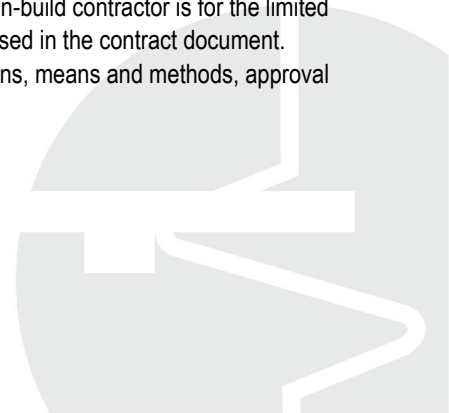 n-build contractor is for the limited
sed in the contract document.
ns, means and methods, approval